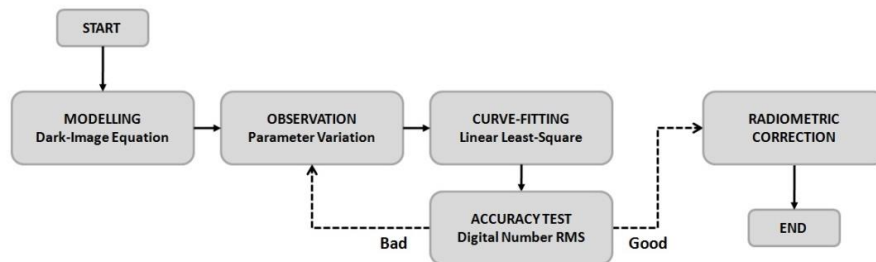 START
MODELLING
Dark-Image Equation
OBSERVATION
Parameter Variation
CURVE-FITTING
Linear Least-Square
RADIOMETRIC
CORRECTION
ACCURACY TEST
Digital Number RMS
Bad
Good
END